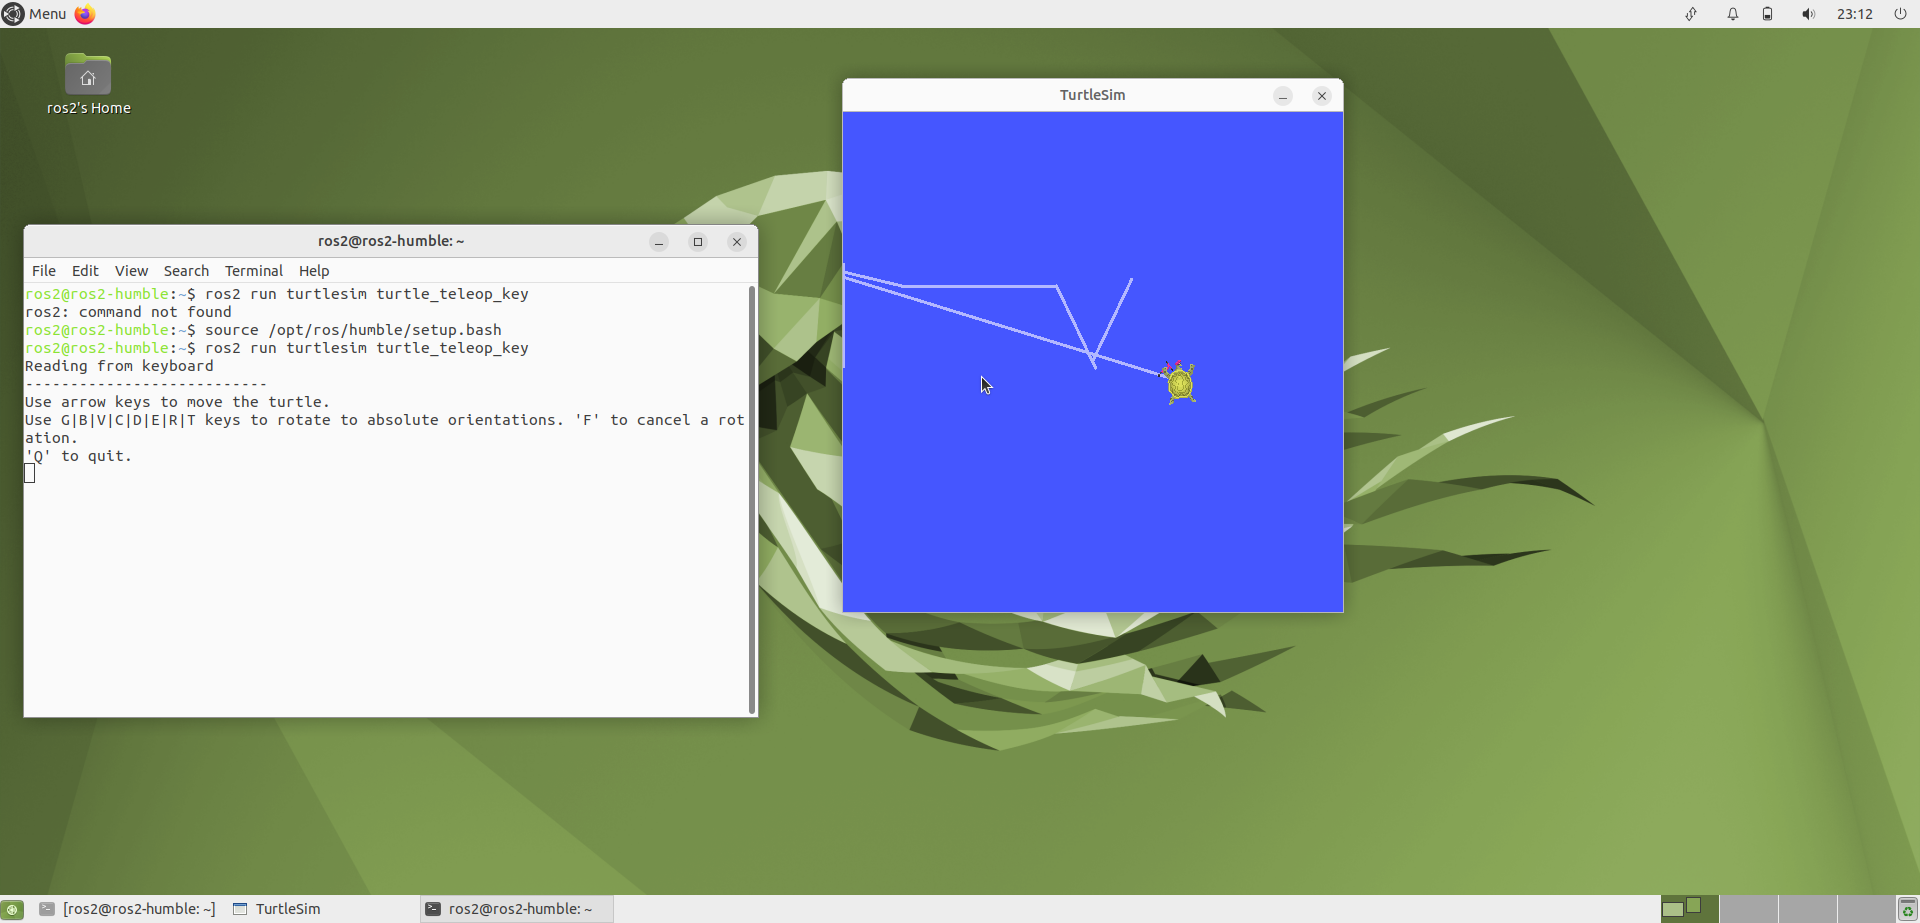 Menu
23:12
ros2's Home
TurtleSim
ros2@ros2-humble: ~
File Edit View Search Terminal Help
ros2@ros2-humble:~$ ros2 run turtlesim turtle_teleop_key
ros2: command not found
ros2@ros2-humble:~$ source /opt/ros/humble/setup.bash
ros2@ros2-humble:~$ ros2 run turtlesim turtle_teleop_key
Reading from keyboard
---------------------------
Use arrow keys to move the turtle.
Use G|B|V|C|D|E|R|T keys to rotate to absolute orientations. 'F' to cancel a rot
ation.
'Q' to quit.
[ros2@ros2-humble: ~]
TurtleSim
ros2@ros2-humble: ~